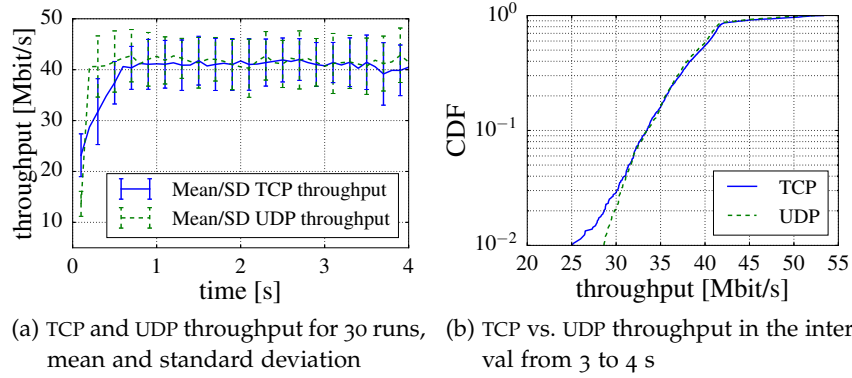 50
40
30
20
10
0 1 2 3 4
throughput [Mbit/s]
time [s]
Mean/SD TCP throughput
Mean/SD UDP throughput
(a) TCP and UDP throughput for 30 runs,
mean and standard deviation
10⁰
10⁻¹
10⁻²
20 25 30 35 40 45 50 55
CDF
throughput [Mbit/s]
TCP
UDP
(b) TCP vs. UDP throughput in the inter
val from 3 to 4 s